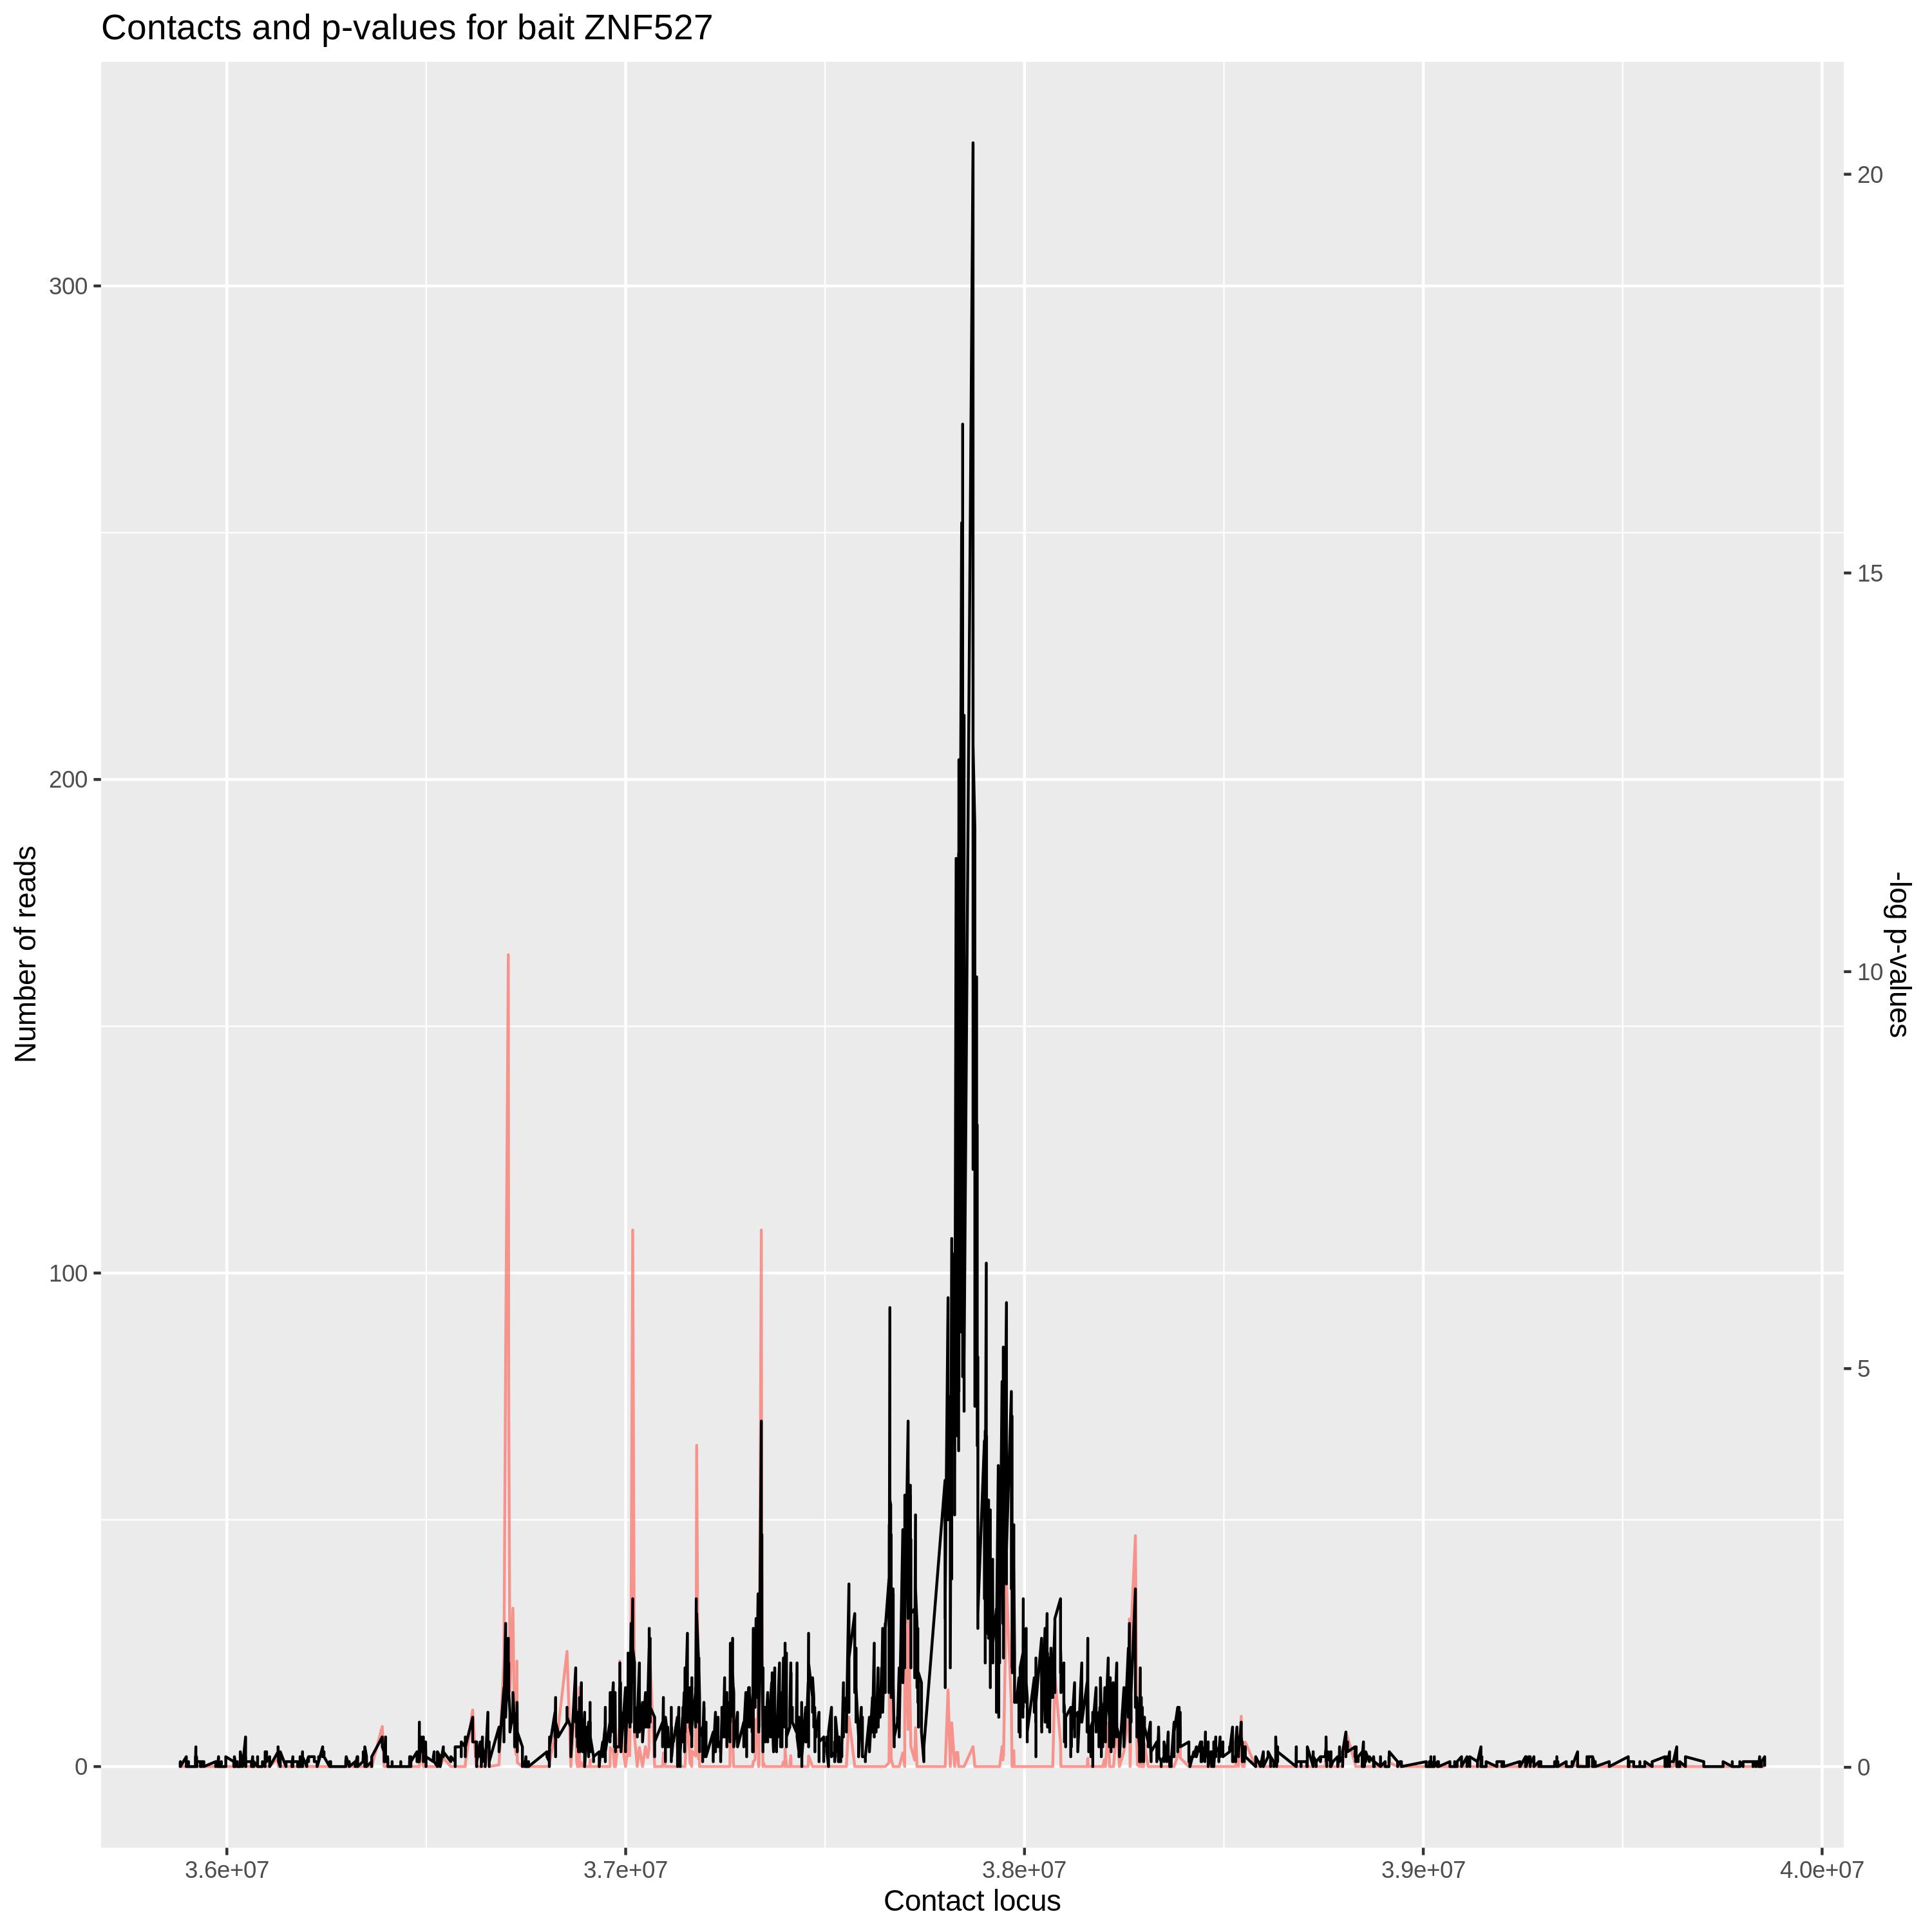 Contacts and p-values for bait ZNF527
Number of reads
300
200
100
0
20
15
10
5
0
-log p-values
3.6e+07
3.7e+07
3.8e+07
3.9e+07
4.0e+07
Contact locus